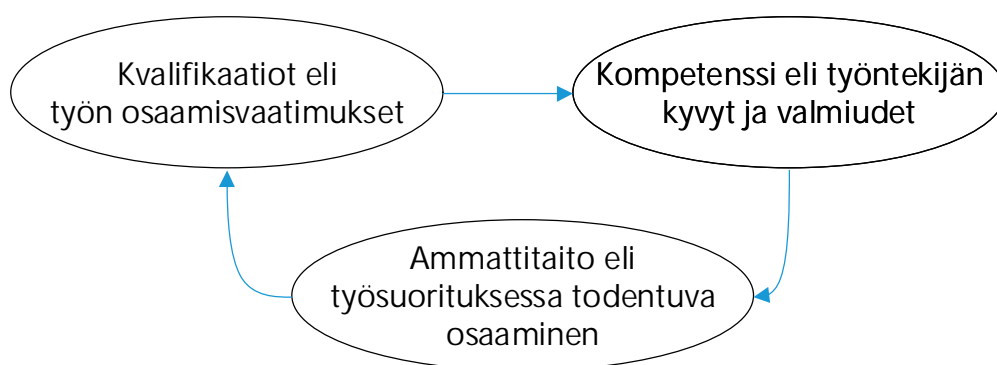 Kvalifikaatiot eli
työn osaamisvaatimukset
Kompetenssi eli työntekijän
kyvyt ja valmiudet
Ammattitaito eli
työsuorituksessa todentuva
osaaminen